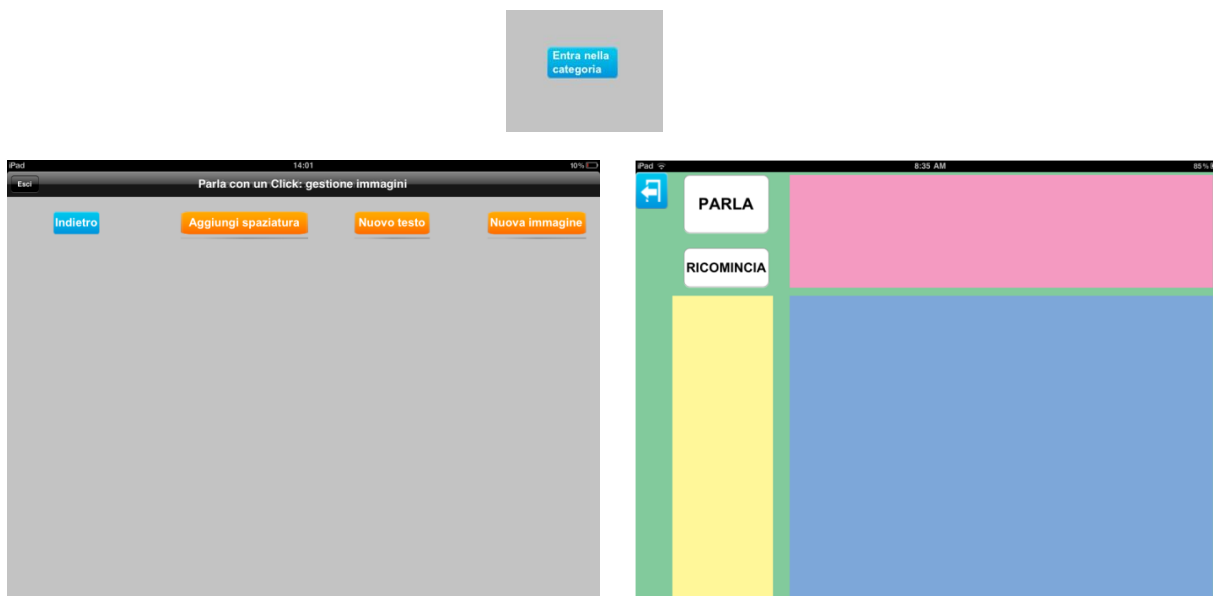 Entra nella
categoria
iPad 14:01 10%
Esci Parla con un Click: gestione immagini
Indietro Aggiungi spaziatura Nuovo testo Nuova immagine
iPad 8:35 AM 85%
PARLA
RICOMINCIA